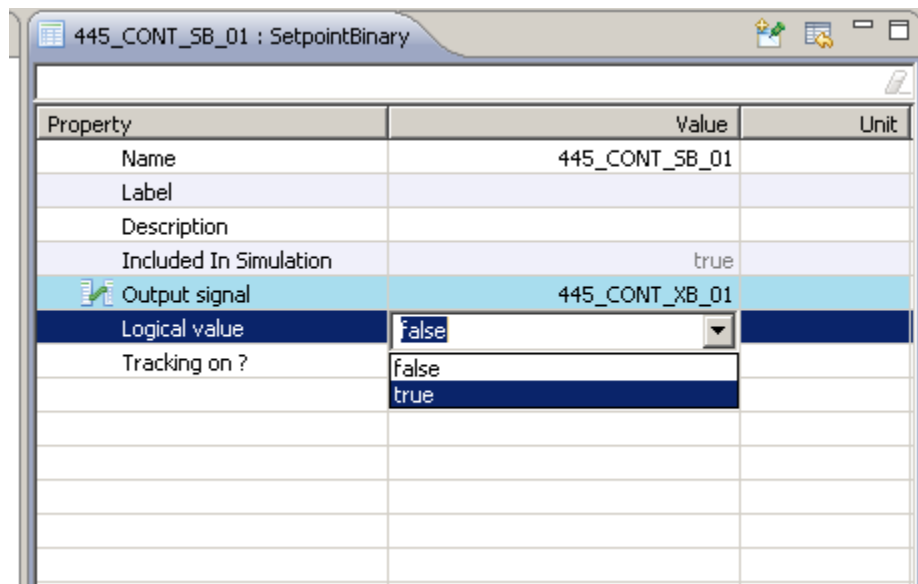 445_CONT_SB_01 : SetpointBinary
Property Value Unit
Name 445_CONT_SB_01
Label
Description
Included In Simulation true
Output signal 445_CONT_XB_01
Logical value false
Tracking on ? false
true